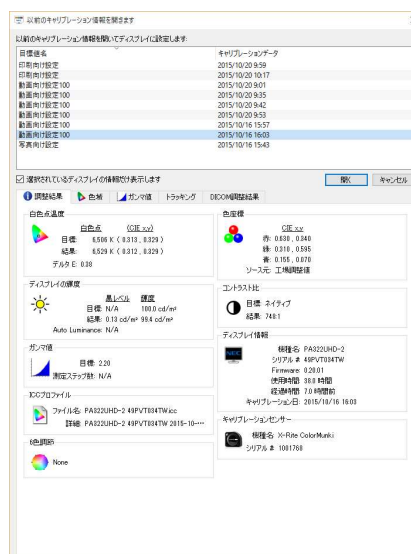 以前のキャリブレーション情報を開きます
以前のキャリブレーション情報を開いてディスプレイに設定します:
目標値名 キャリブレーションデータ
印刷向け設定 2015/10/20 9:59
印刷向け設定 2015/10/20 10:17
動画向け設定100 2015/10/20 9:01
動画向け設定100 2015/10/20 9:35
動画向け設定100 2015/10/20 9:42
動画向け設定100 2015/10/20 9:53
動画向け設定100 2015/10/16 15:57
動画向け設定100 2015/10/16 16:03
写真向け設定 2015/10/16 15:43
選択されているディスプレイの情報だけ表示します 開く キャンセル
調整結果 色域 ガンマ値 トラッキング DICOM調整結果
白色点温度
白色点 (CIE x,y)
目標: 6,506 K ( 0.313 , 0.329 )
結果: 6,529 K ( 0.312 , 0.329 )
デルタ E: 0.38
ディスプレイの輝度
黒レベル 輝度
目標: N/A 100.0 cd/m²
結果: 0.13 cd/m² 99.4 cd/m²
Auto Luminance: N/A
ガンマ値
目標: 2.20
測定ステップ数: N/A
ICCプロファイル
ファイル名: PA322UHD-2 49PVT034TW.icc
詳細: PA322UHD-2 49PVT034TW 2015-10-…
6色調節
None
色座標
CIE x,y
赤: 0.630 , 0.340
緑: 0.310 , 0.595
青: 0.155 , 0.070
ソース元: 工場調整値
コントラスト比
目標: ネイティブ
結果: 748:1
ディスプレイ情報
NEC
機種名: PA322UHD-2
シリアル #: 49PVT034TW
Firmware: 0.20.01
使用時間: 38.0 時間
経過時間: 7.0 時間前
キャリブレーション日: 2015/10/16 16:03
キャリブレーションセンサー
機種名: X-Rite ColorMunki
シリアル #: 1001760